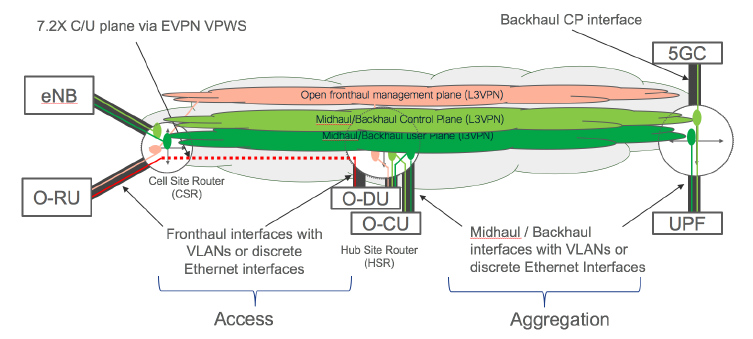 7.2X C/U plane via EVPN VPWS
Backhaul CP interface
5GC
eNB
Open fronthaul management plane (L3VPN)
Midhaul/Backhaul Control Plane (L3VPN)
Midhaul/Backhaul user Plane (l3VPN)
Cell Site Router
(CSR)
O-RU
O-DU
O-CU
UPF
Fronthaul interfaces with
VLANs or discrete
Ethernet interfaces
Hub Site Router
(HSR)
Midhaul / Backhaul
interfaces with VLANs or
discrete Ethernet Interfaces
Access
Aggregation